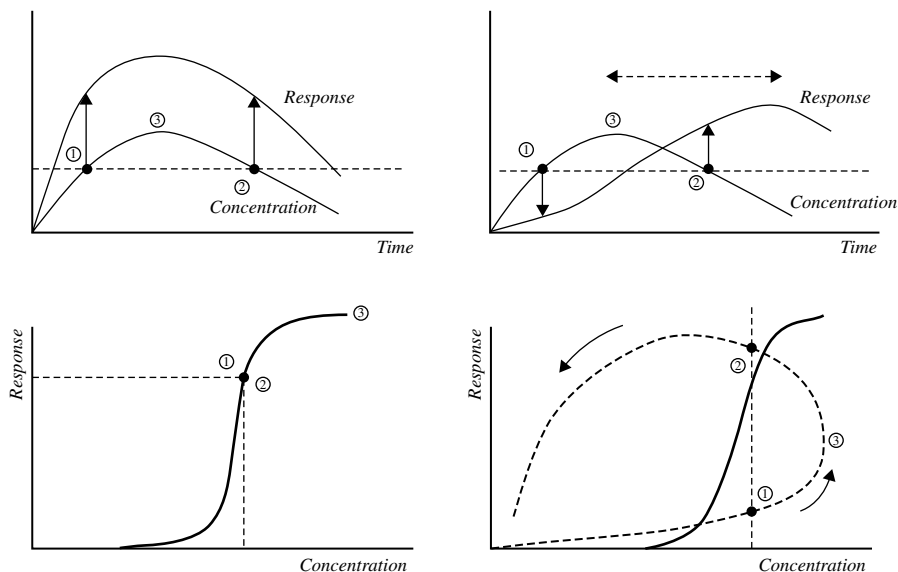 Response
③
①
②
Concentration
Time
Response
③
①
②
Concentration
Time
Response
③
①
②
Concentration
Response
②
③
①
Concentration